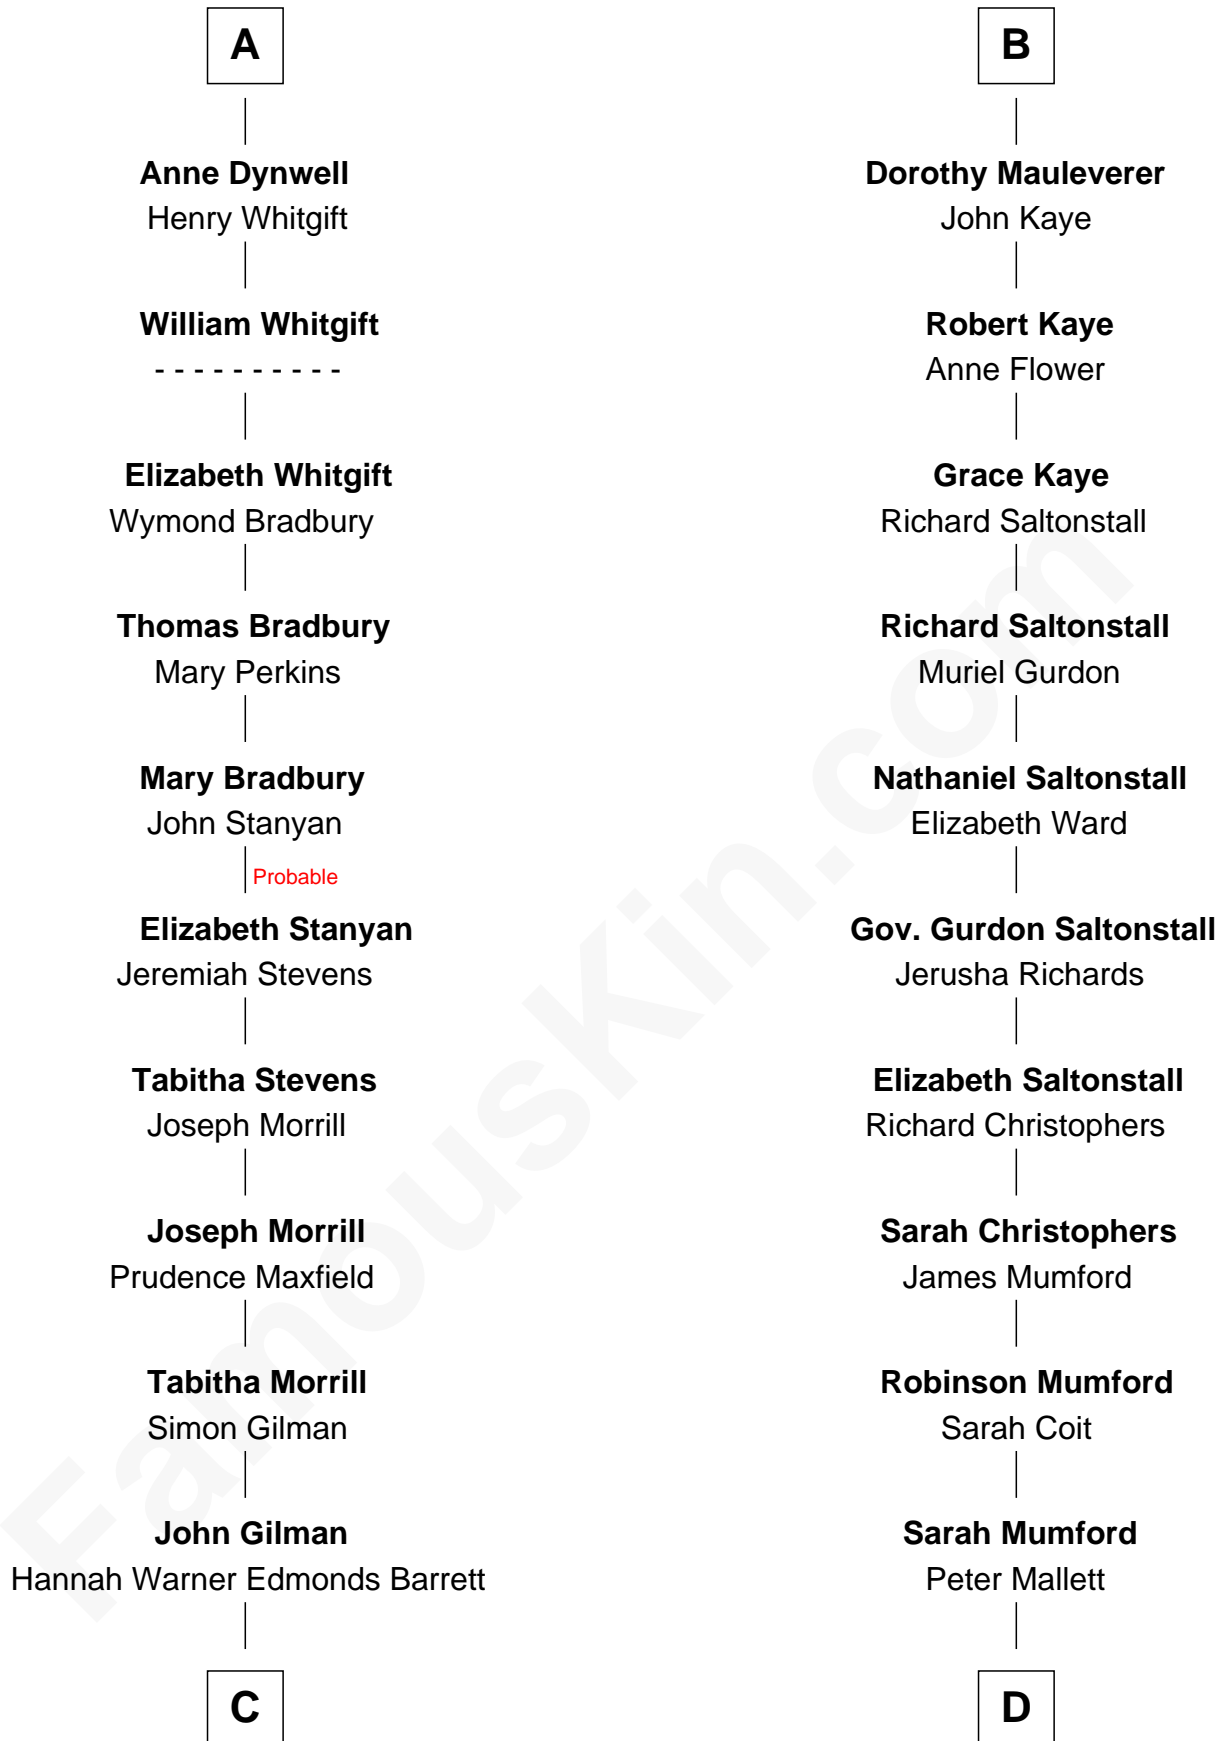 A
Anne Dynwell
Henry Whitgift
William Whitgift
- - - - - - - - - -
Elizabeth Whitgift
Wymond Bradbury
Thomas Bradbury
Mary Perkins
Mary Bradbury
John Stanyan
Probable
Elizabeth Stanyan
Jeremiah Stevens
Tabitha Stevens
Joseph Morrill
Joseph Morrill
Prudence Maxfield
Tabitha Morrill
Simon Gilman
John Gilman
Hannah Warner Edmonds Barrett
C
B
Dorothy Mauleverer
John Kaye
Robert Kaye
Anne Flower
Grace Kaye
Richard Saltonstall
Richard Saltonstall
Muriel Gurdon
Nathaniel Saltonstall
Elizabeth Ward
Gov. Gurdon Saltonstall
Jerusha Richards
Elizabeth Saltonstall
Richard Christophers
Sarah Christophers
James Mumford
Robinson Mumford
Sarah Coit
Sarah Mumford
Peter Mallett
D
FamousKin.com